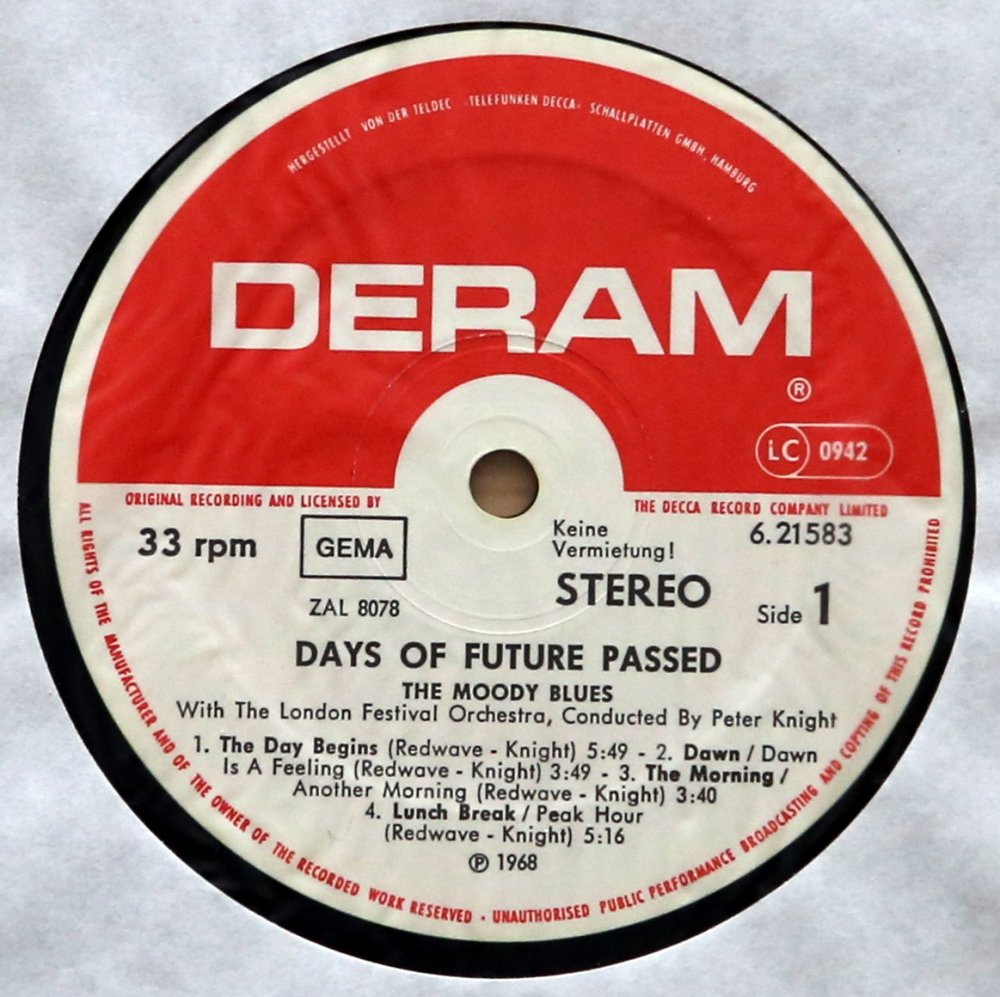 HERGESTELLT VON DER TELDEC »TELEFUNKEN DECCA« SCHALLPLATTEN GMBH, HAMBURG
DERAM
®
LC 0942
ORIGINAL RECORDING AND LICENSED BY THE DECCA RECORD COMPANY LIMITED
33 rpm
GEMA
Keine
Vermietung!
6.21583
ZAL 8078
STEREO
Side 1
DAYS OF FUTURE PASSED
THE MOODY BLUES
With The London Festival Orchestra, Conducted By Peter Knight
1. The Day Begins (Redwave - Knight) 5:49 - 2. Dawn / Dawn
Is A Feeling (Redwave - Knight) 3:49 - 3. The Morning /
Another Morning (Redwave - Knight) 3:40
4. Lunch Break / Peak Hour
(Redwave - Knight) 5:16
℗ 1968
ALL RIGHTS OF THE MANUFACTURER AND OF THE OWNER OF THE RECORDED WORK RESERVED · UNAUTHORISED PUBLIC PERFORMANCE BROADCASTING AND COPYING OF THIS RECORD PROHIBITED